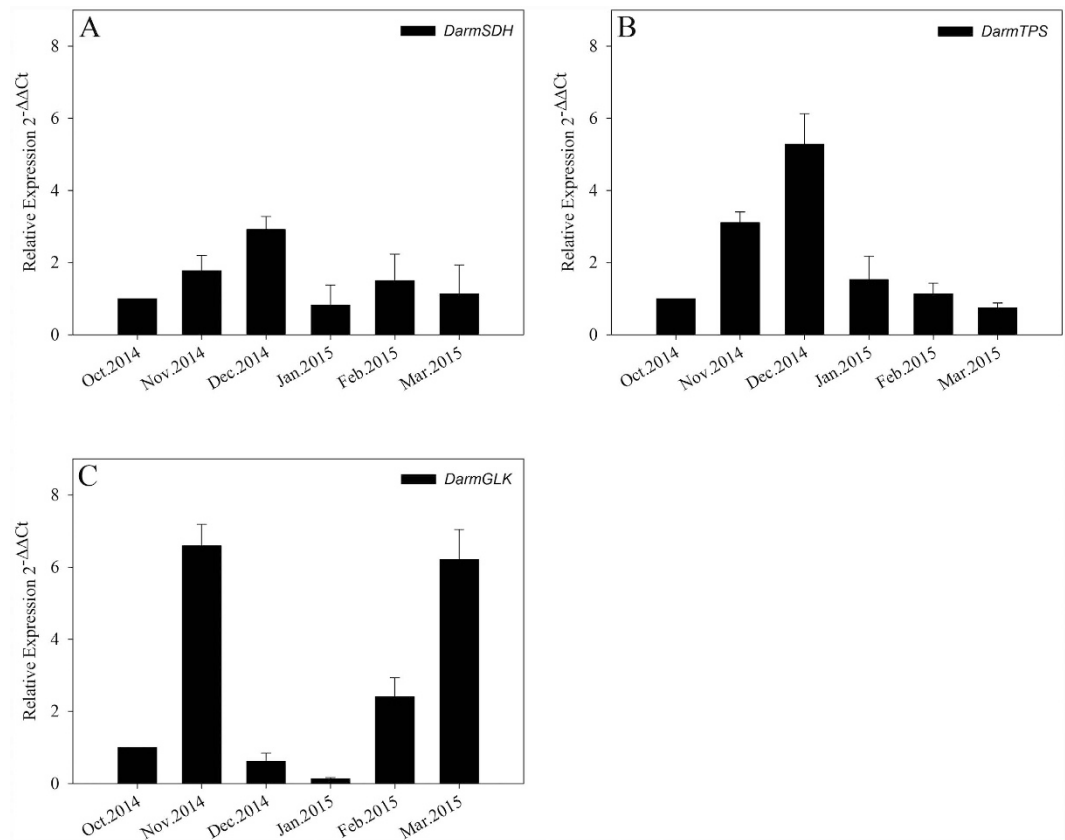 A
DarmSDH
Relative Expression 2^-ΔΔCt
8
6
4
2
0
Oct.2014
Nov.2014
Dec.2014
Jan.2015
Feb.2015
Mar.2015
B
DarmTPS
Relative Expression 2^-ΔΔCt
8
6
4
2
0
Oct.2014
Nov.2014
Dec.2014
Jan.2015
Feb.2015
Mar.2015
C
DarmGLK
Relative Expression 2^-ΔΔCt
8
6
4
2
0
Oct.2014
Nov.2014
Dec.2014
Jan.2015
Feb.2015
Mar.2015